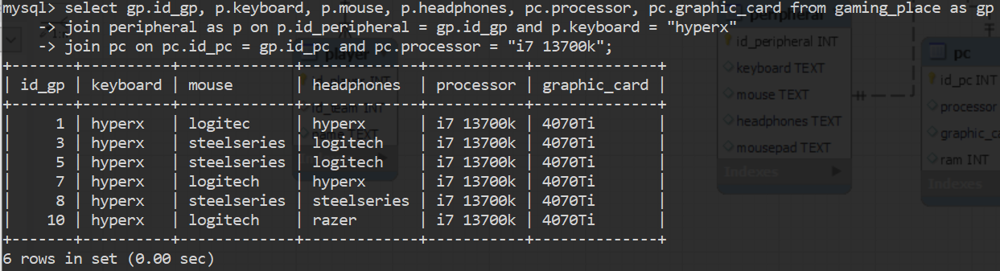 mysql> select gp.id_gp, p.keyboard, p.mouse, p.headphones, pc.processor, pc.graphic_card from gaming_place as gp
    -> join peripheral as p on p.id_peripheral = gp.id_gp and p.keyboard = "hyperx"
    -> join pc on pc.id_pc = gp.id_pc and pc.processor = "i7 13700k";
+-------+----------+-------------+-------------+-----------+--------------+
| id_gp | keyboard | mouse       | headphones  | processor | graphic_card |
+-------+----------+-------------+-------------+-----------+--------------+
|     1 | hyperx   | logitec     | hyperx      | i7 13700k | 4070Ti       |
|     3 | hyperx   | steelseries | logitech    | i7 13700k | 4070Ti       |
|     5 | hyperx   | steelseries | logitech    | i7 13700k | 4070Ti       |
|     7 | hyperx   | logitech    | hyperx      | i7 13700k | 4070Ti       |
|     8 | hyperx   | steelseries | steelseries | i7 13700k | 4070Ti       |
|    10 | hyperx   | logitech    | razer       | i7 13700k | 4070Ti       |
+-------+----------+-------------+-------------+-----------+--------------+
6 rows in set (0.00 sec)
player
id_team INT
name TEXT
peripheral
id_peripheral INT
keyboard TEXT
mouse TEXT
headphones TEXT
mousepad TEXT
Indexes
pc
id_pc INT
processor
ram INT
Indexes